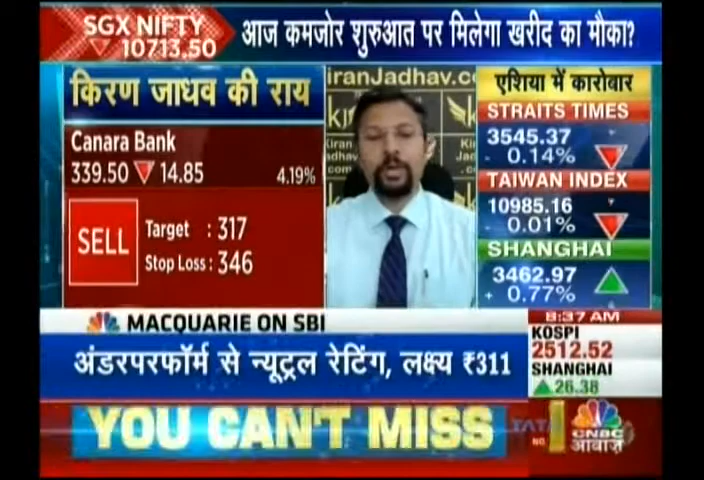 SGX NIFTY
10713.50
आज कमजोर शुरुआत पर मिलेगा खरीद का मौका?
किरण जाधव की राय
Canara Bank
339.50 14.85 4.19%
SELL
Target : 317
Stop Loss : 346
एशिया में कारोबार
STRAITS TIMES
3545.37
- 0.14%
TAIWAN INDEX
10985.16
- 0.01%
SHANGHAI
3462.97
+ 0.77%
MACQUARIE ON SBI
अंडरपरफॉर्म से न्यूट्रल रेटिंग, लक्ष्य ₹311
8:37 AM
KOSPI
2512.52
SHANGHAI
26.38
YOU CAN'T MISS
CNBC
आवाज़